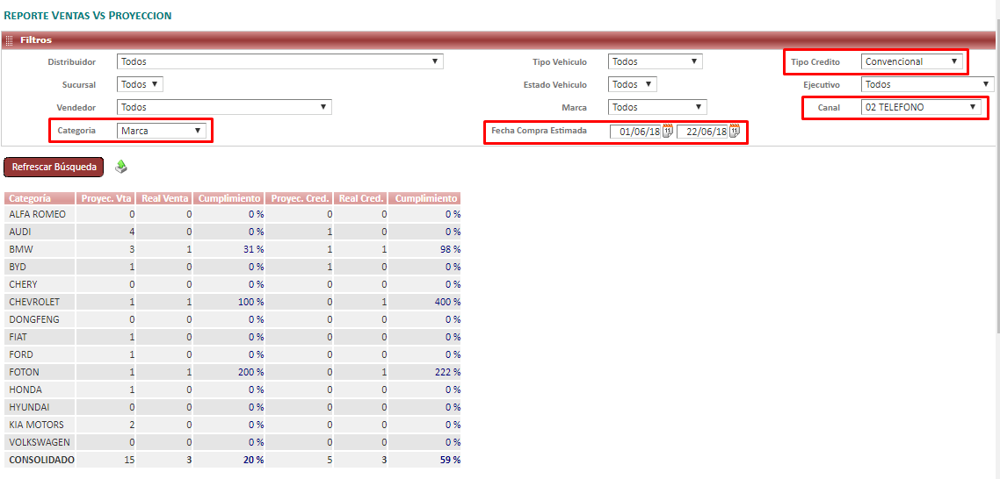 REPORTE VENTAS VS PROYECCION
Filtros
Distribuidor Todos Tipo Vehiculo Todos Tipo Credito Convencional
Sucursal Todos Estado Vehiculo Todos Ejecutivo Todos
Vendedor Todos Marca Todos Canal 02 TELEFONO
Categoria Marca Fecha Compra Estimada 01/06/18 11 22/06/18 11
Refrescar Búsqueda
Categoría Proyec. Vta Real Venta Cumplimiento Proyec. Cred. Real Cred. Cumplimiento
ALFA ROMEO 0 0 0 % 0 0 0 %
AUDI 4 0 0 % 1 0 0 %
BMW 3 1 31 % 1 1 98 %
BYD 1 0 0 % 1 0 0 %
CHERY 0 0 0 % 0 0 0 %
CHEVROLET 1 1 100 % 0 1 400 %
DONGFENG 0 0 0 % 0 0 0 %
FIAT 1 0 0 % 0 0 0 %
FORD 1 0 0 % 0 0 0 %
FOTON 1 1 200 % 0 1 222 %
HONDA 1 0 0 % 0 0 0 %
HYUNDAI 0 0 0 % 0 0 0 %
KIA MOTORS 2 0 0 % 0 0 0 %
VOLKSWAGEN 0 0 0 % 0 0 0 %
CONSOLIDADO 15 3 20 % 5 3 59 %